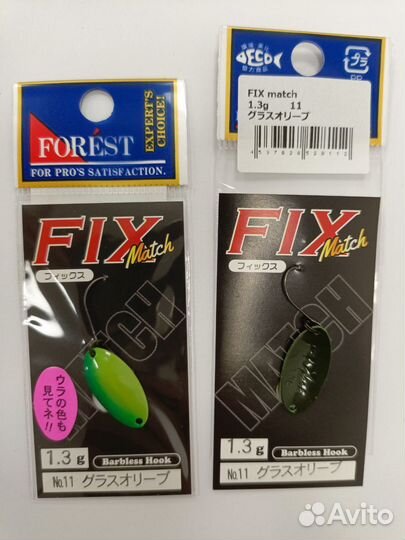 FORÉST
EXPERT'S CHOICE!
FOR PRO'S SATISFACTION.
FIX
Match
フィックス
MATCH
ウラの色も
見てネ!!
1.3g
Barbless Hook
No.11 グラスオリーブ
ECO
プラ
PP
FIX match
1.3g 11
グラスオリーブ
FIX
Match
フィックス
MATCH
1.3g
Barbless Hook
No.11 グラスオリーブ
Avito